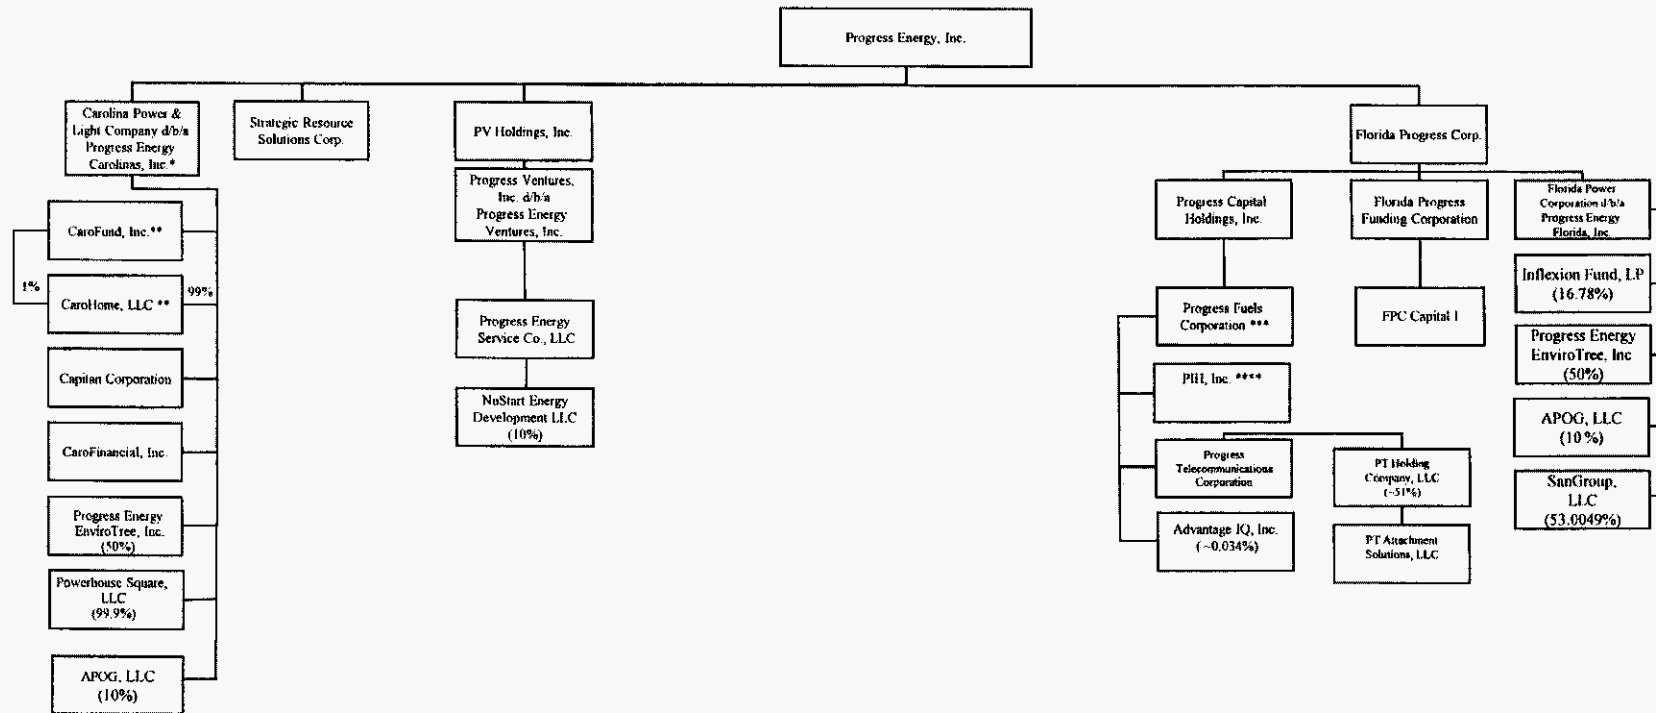 Progress Energy, Inc.
Carolina Power &
Light Company d/b/a
Progress Energy
Carolinas, Inc.*
Strategic Resource
Solutions Corp.
PV Holdings, Inc.
Florida Progress Corp.
Progress Ventures,
Inc. d/b/a
Progress Energy
Ventures, Inc.
Progress Capital
Holdings, Inc.
Florida Progress
Funding Corporation
Florida Power
Corporation d/b/a
Progress Energy
Florida, Inc.
CaroFund, Inc.**
1%
CaroHome, LLC **
99%
Capitan Corporation
CaroFinancial, Inc.
Progress Energy
EnviroTree, Inc.
(50%)
Powerhouse Square,
LLC
(99.9%)
APOG, LLC
(10%)
Progress Energy
Service Co., LLC
NuStart Energy
Development LLC
(10%)
Progress Fuels
Corporation ***
PIH, Inc. ****
Progress
Telecommunications
Corporation
PT Holding
Company, LLC
(~51%)
Advantage IQ, Inc.
(~0.034%)
PT Attachment
Solutions, LLC
FPC Capital I
Inflexion Fund, LP
(16.78%)
Progress Energy
EnviroTree, Inc
(50%)
APOG, LLC
(10%)
SanGroup,
LLC
(53.0049%)